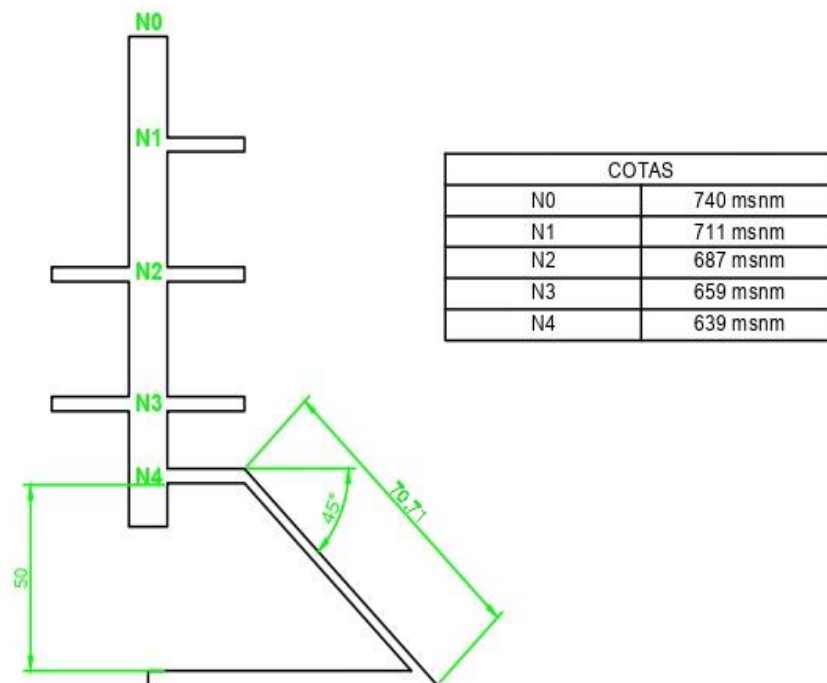 N0
N1
N2
N3
N4
50
45°
70,71
COTAS
N0 740 msnm
N1 711 msnm
N2 687 msnm
N3 659 msnm
N4 639 msnm